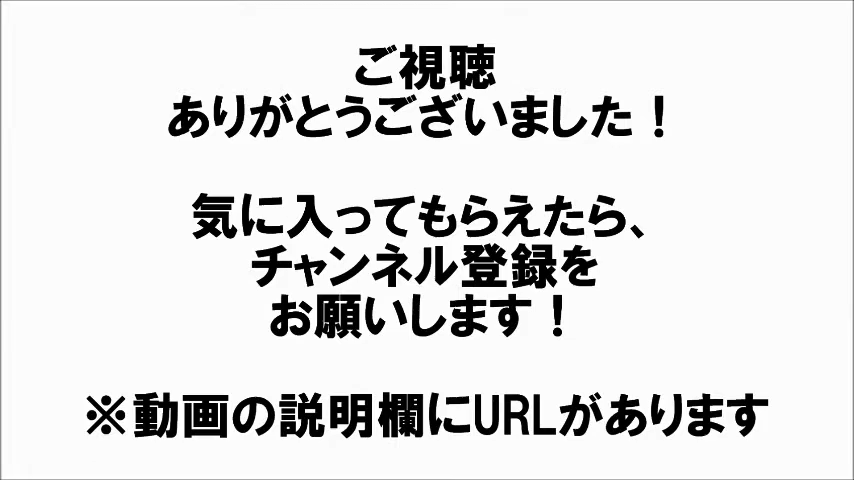 ご視聴
ありがとうございました！
気に入ってもらえたら、
チャンネル登録を
お願いします！
※動画の説明欄にURLがあります